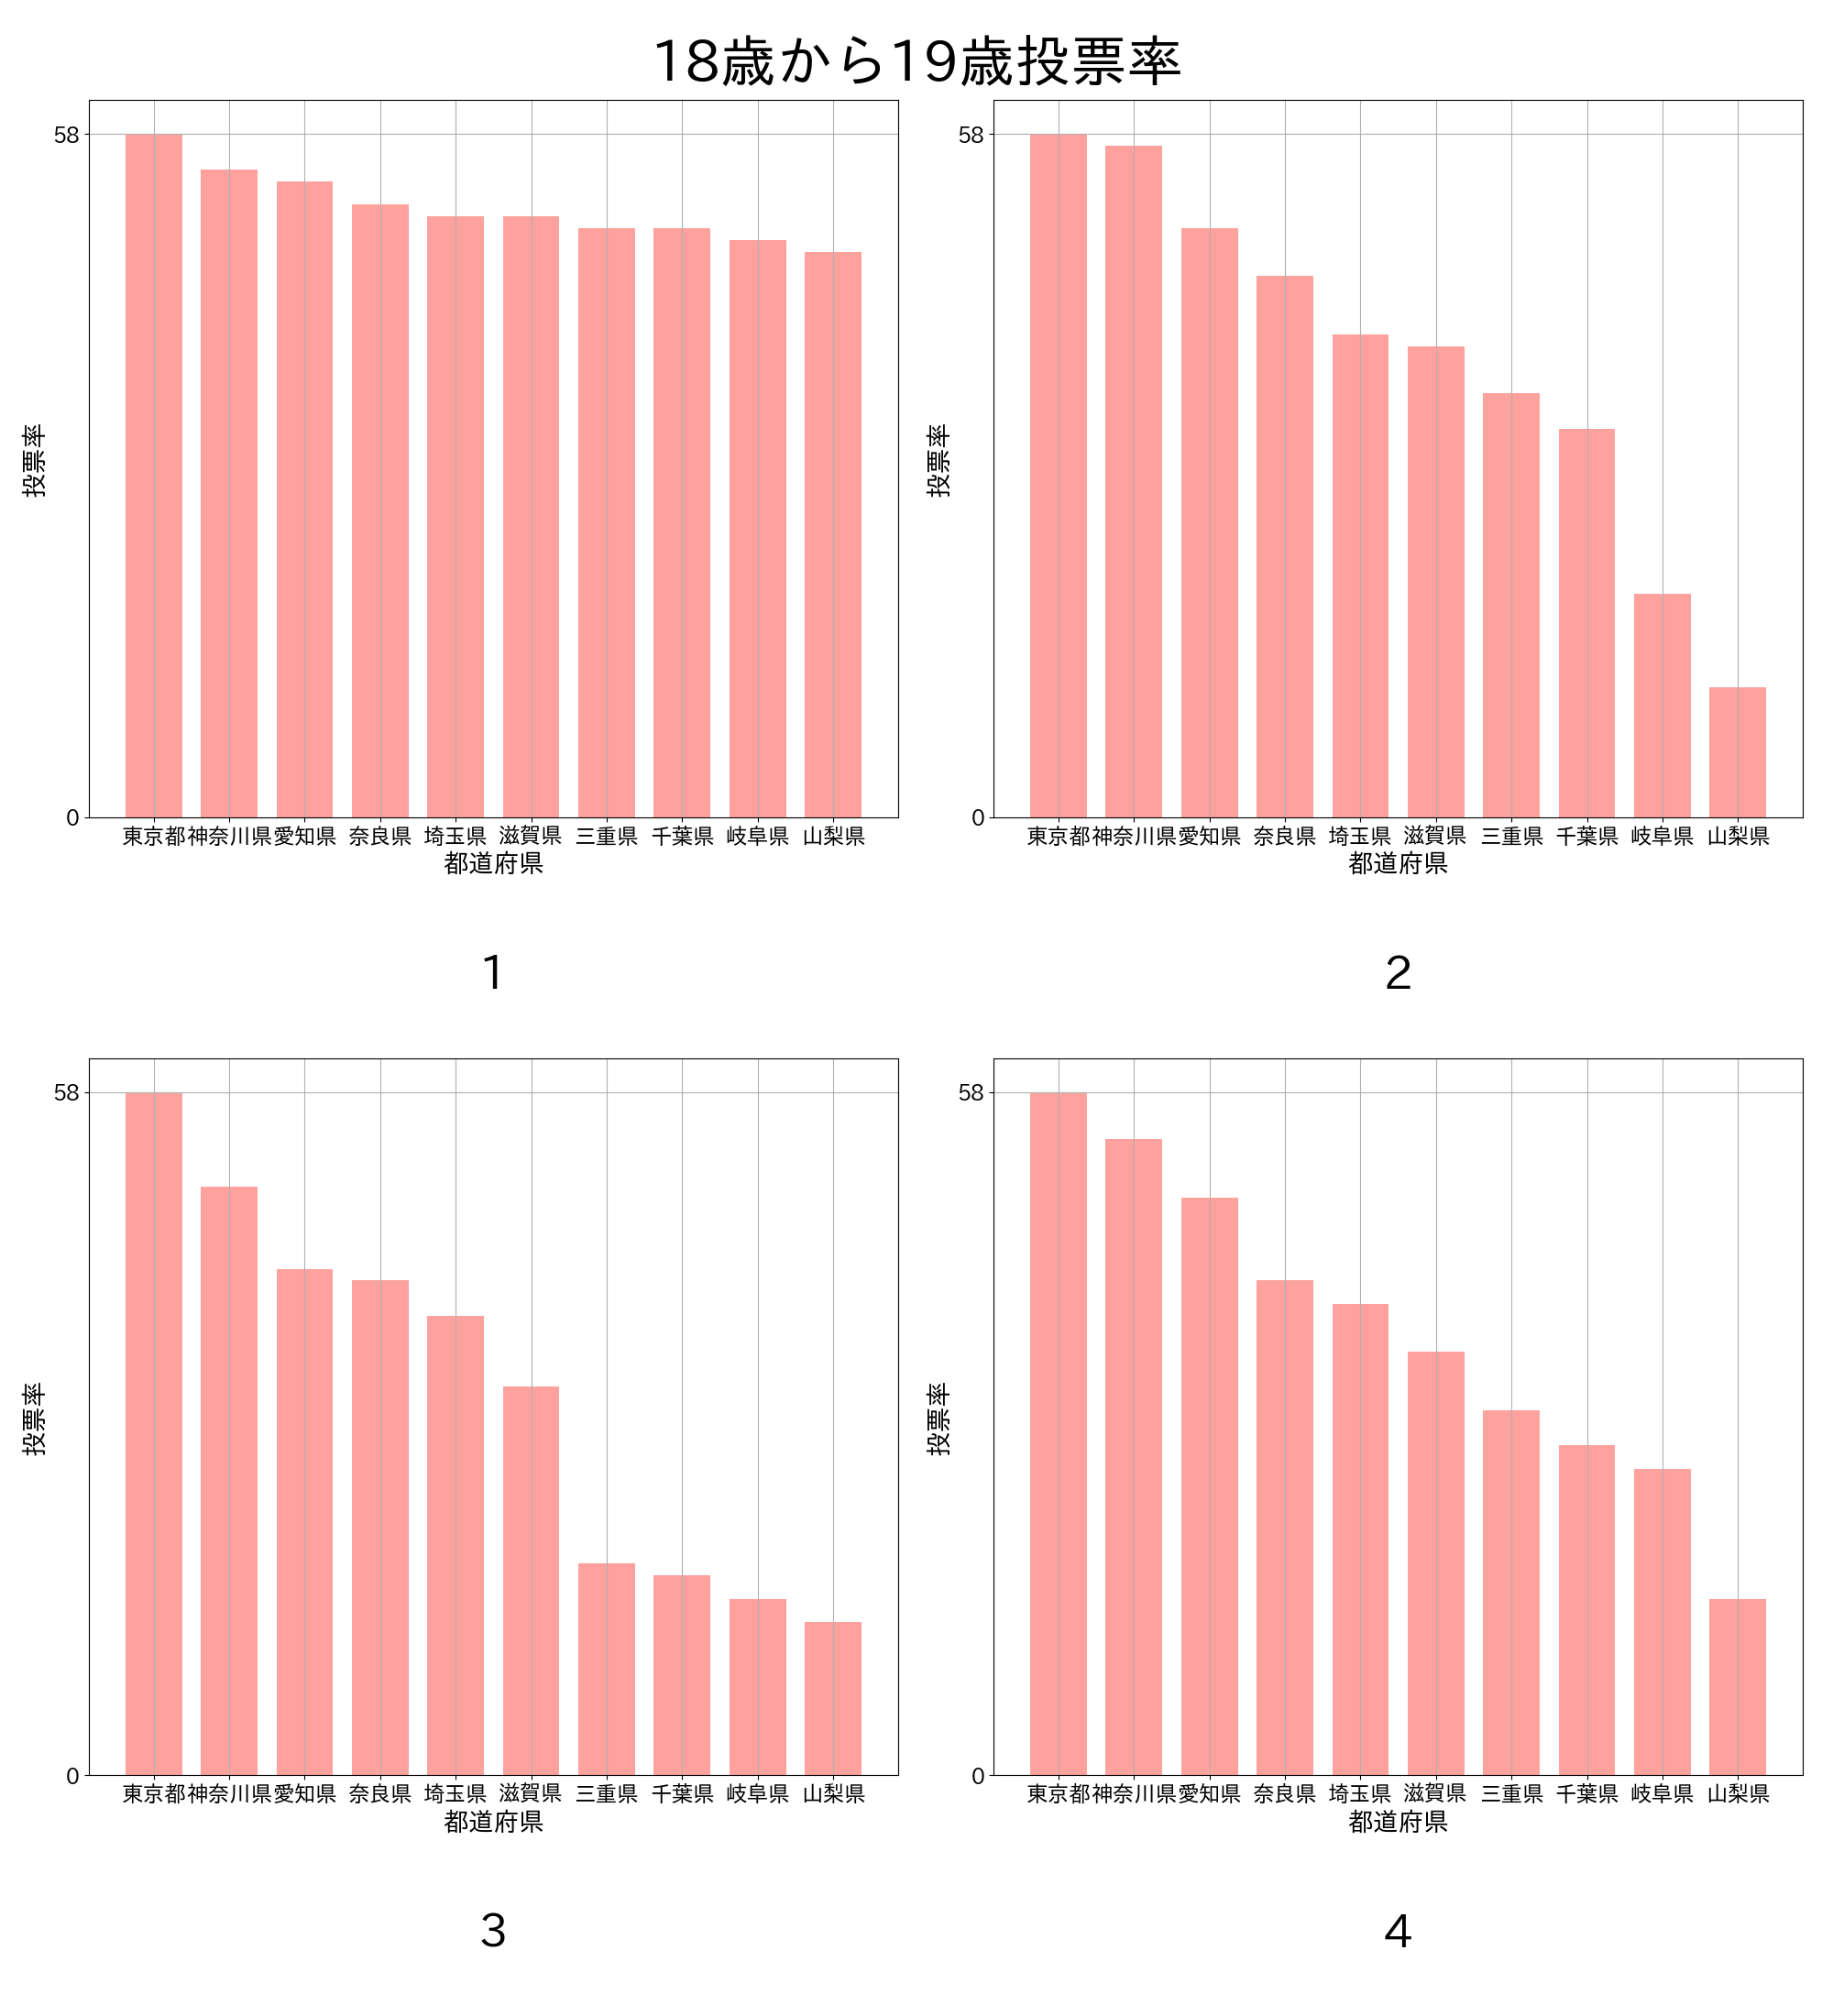 18歳から19歳投票率
58
0
投票率
東京都 神奈川県 愛知県 奈良県 埼玉県 滋賀県 三重県 千葉県 岐阜県 山梨県
都道府県
1
58
0
投票率
東京都 神奈川県 愛知県 奈良県 埼玉県 滋賀県 三重県 千葉県 岐阜県 山梨県
都道府県
2
58
0
投票率
東京都 神奈川県 愛知県 奈良県 埼玉県 滋賀県 三重県 千葉県 岐阜県 山梨県
都道府県
3
58
0
投票率
東京都 神奈川県 愛知県 奈良県 埼玉県 滋賀県 三重県 千葉県 岐阜県 山梨県
都道府県
4